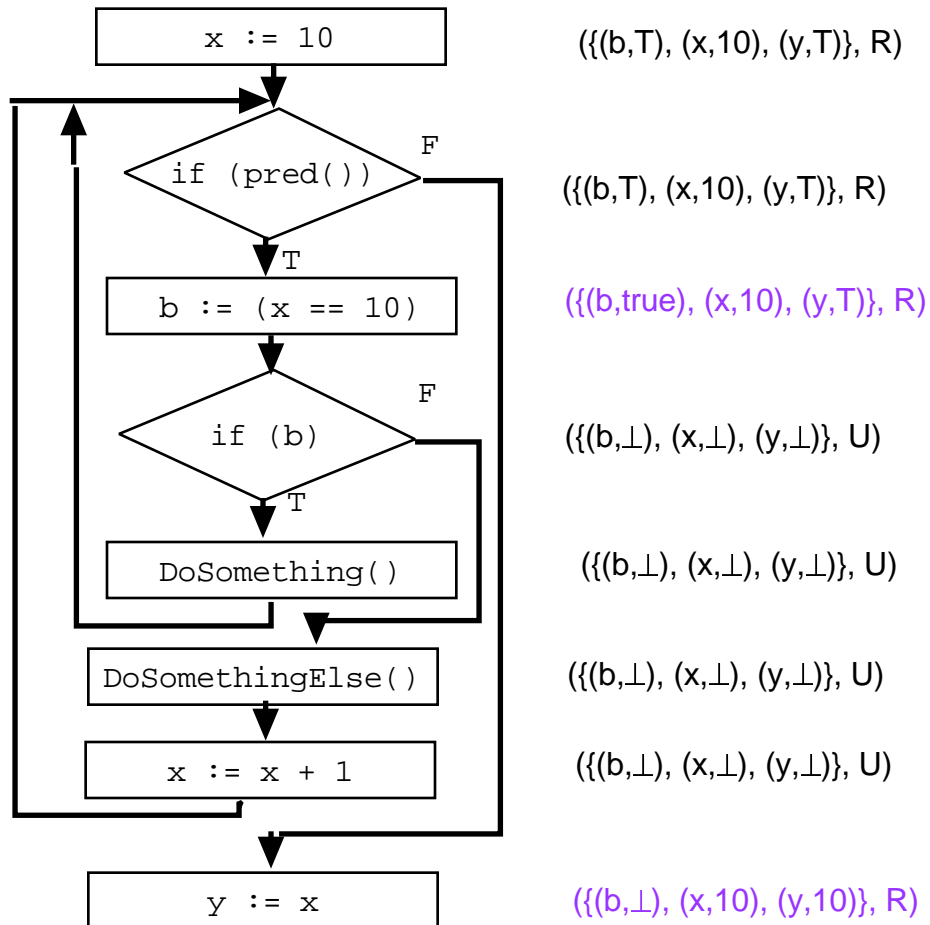 x := 10
({(b,T), (x,10), (y,T)}, R)
F
if (pred())
({(b,T), (x,10), (y,T)}, R)
T
b := (x == 10)
({(b,true), (x,10), (y,T)}, R)
F
if (b)
({(b,⊥), (x,⊥), (y,⊥)}, U)
T
DoSomething()
({(b,⊥), (x,⊥), (y,⊥)}, U)
DoSomethingElse()
({(b,⊥), (x,⊥), (y,⊥)}, U)
x := x + 1
({(b,⊥), (x,⊥), (y,⊥)}, U)
y := x
({(b,⊥), (x,10), (y,10)}, R)